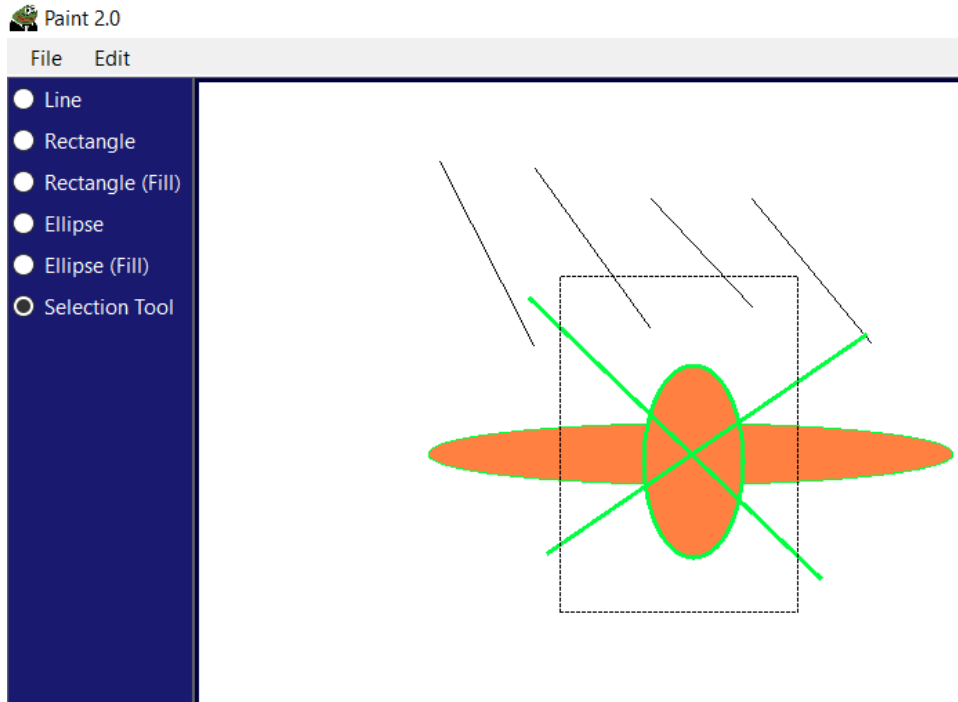 Paint 2.0
File Edit
Line
Rectangle
Rectangle (Fill)
Ellipse
Ellipse (Fill)
Selection Tool